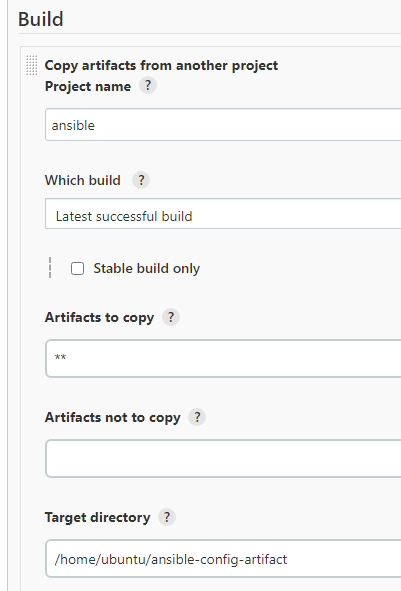 Build
Copy artifacts from another project
Project name ?
ansible
Which build ?
Latest successful build
Stable build only
Artifacts to copy ?
**
Artifacts not to copy ?
Target directory ?
/home/ubuntu/ansible-config-artifact